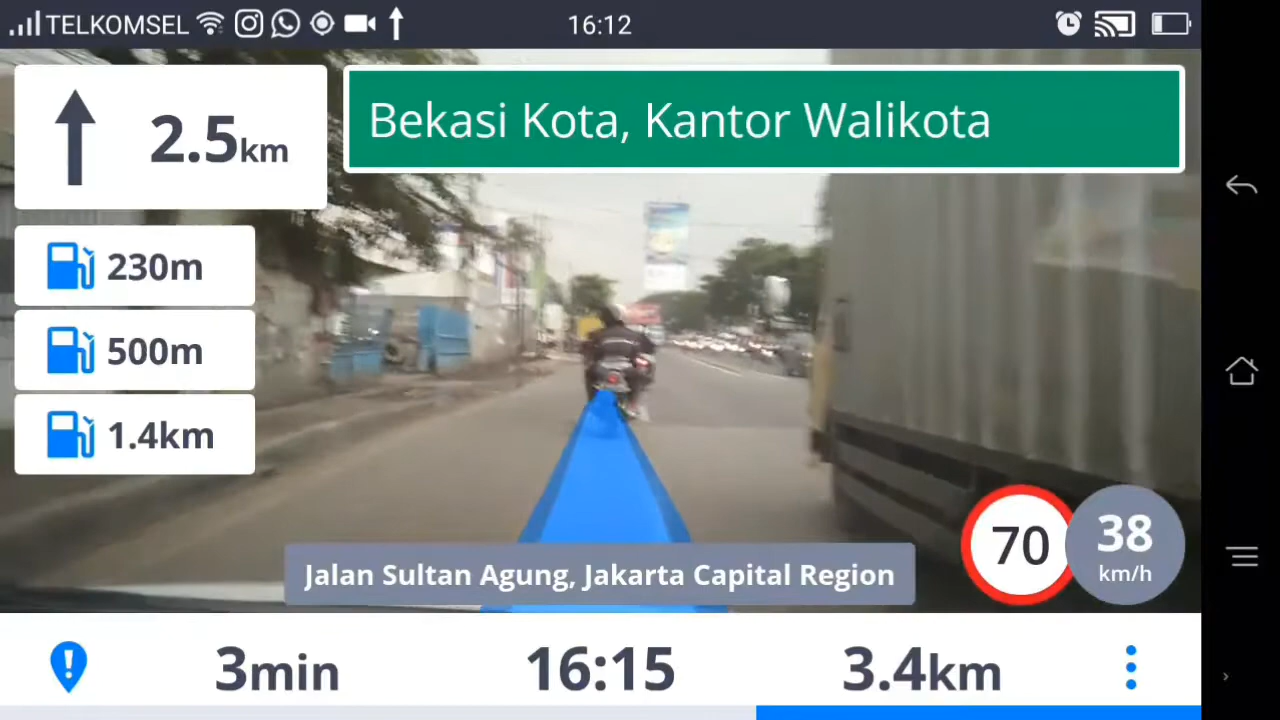 TELKOMSEL 16:12
2.5km
Bekasi Kota, Kantor Walikota
230m
500m
1.4km
70
38
km/h
Jalan Sultan Agung, Jakarta Capital Region
3min 16:15 3.4km